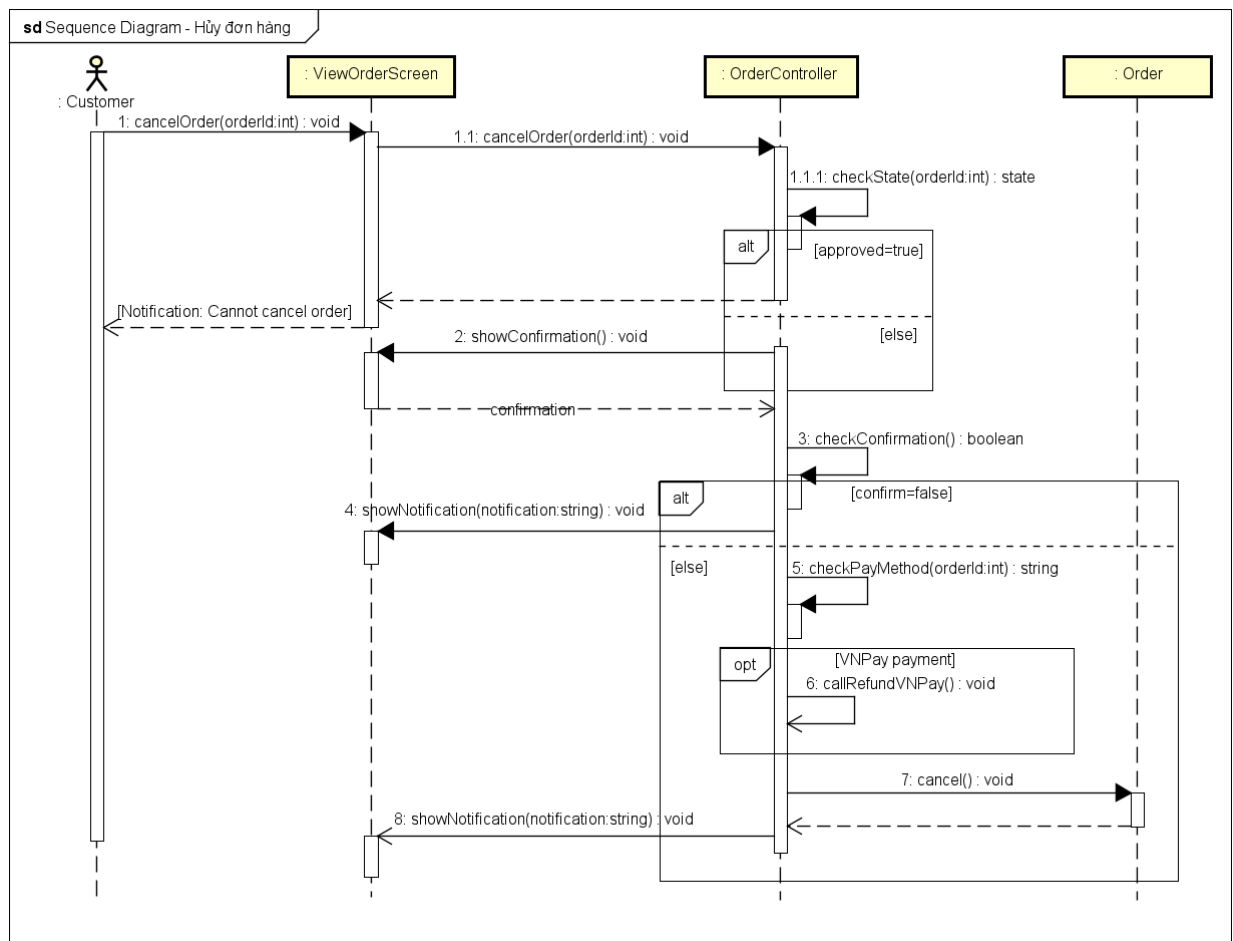 sd Sequence Diagram - Hủy đơn hàng
: Customer
: ViewOrderScreen
: OrderController
: Order
1: cancelOrder(orderId:int) : void
1.1: cancelOrder(orderId:int) : void
1.1.1: checkState(orderId:int) : state
alt
[approved=true]
[Notification: Cannot cancel order]
[else]
2: showConfirmation() : void
confirmation
3: checkConfirmation() : boolean
alt
[confirm=false]
4: showNotification(notification:string) : void
[else]
5: checkPayMethod(orderId:int) : string
opt
[VNPay payment]
6: callRefundVNPay() : void
7: cancel() : void
8: showNotification(notification:string) : void